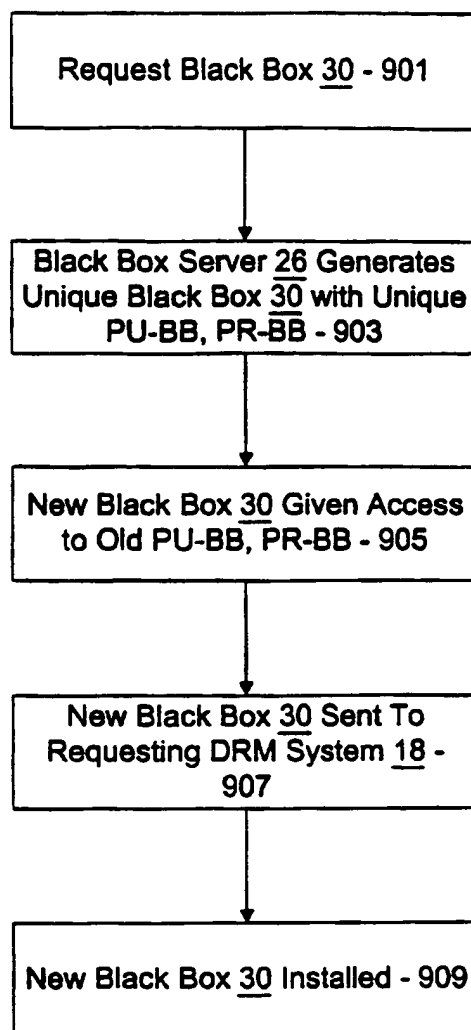 Request Black Box 30 - 901
Black Box Server 26 Generates
Unique Black Box 30 with Unique
PU-BB, PR-BB - 903
New Black Box 30 Given Access
to Old PU-BB, PR-BB - 905
New Black Box 30 Sent To
Requesting DRM System 18 -
907
New Black Box 30 Installed - 909